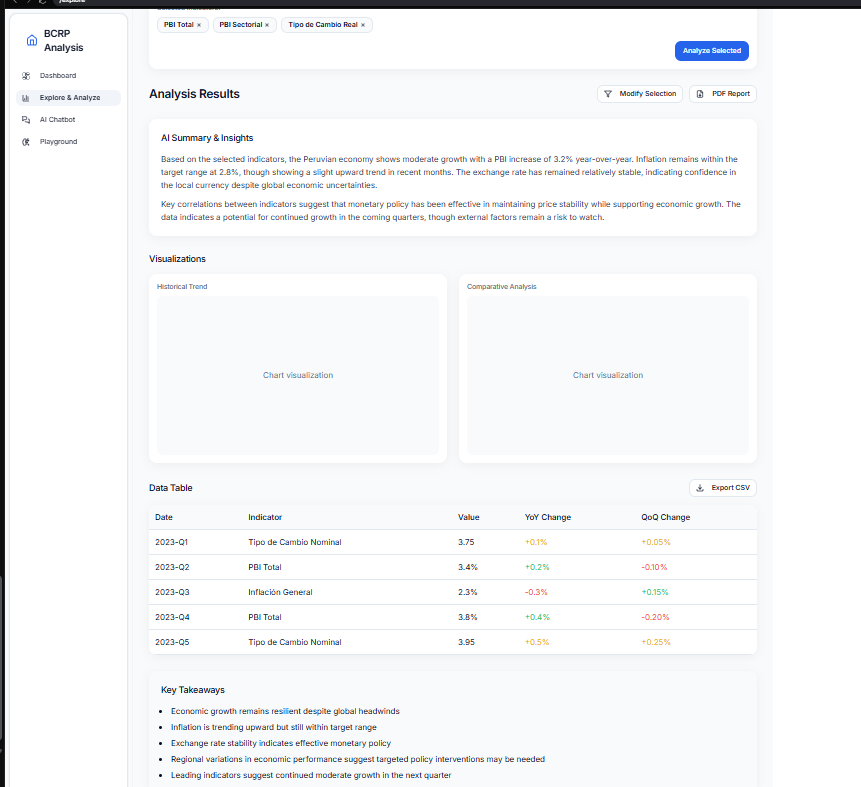 /explore
BCRP
Analysis
Dashboard
Explore & Analyze
AI Chatbot
Playground
PBI Total ×
PBI Sectorial ×
Tipo de Cambio Real ×
Analyze Selected
Analysis Results
Modify Selection
PDF Report
AI Summary & Insights
Based on the selected indicators, the Peruvian economy shows moderate growth with a PBI increase of 3.2% year-over-year. Inflation remains within the
target range at 2.8%, though showing a slight upward trend in recent months. The exchange rate has remained relatively stable, indicating confidence in
the local currency despite global economic uncertainties.
Key correlations between indicators suggest that monetary policy has been effective in maintaining price stability while supporting economic growth. The
data indicates a potential for continued growth in the coming quarters, though external factors remain a risk to watch.
Visualizations
Historical Trend
Chart visualization
Comparative Analysis
Chart visualization
Data Table
Export CSV
Date Indicator Value YoY Change QoQ Change
2023-Q1 Tipo de Cambio Nominal 3.75 +0.1% +0.05%
2023-Q2 PBI Total 3.4% +0.2% -0.10%
2023-Q3 Inflación General 2.3% -0.3% +0.15%
2023-Q4 PBI Total 3.8% +0.4% -0.20%
2023-Q5 Tipo de Cambio Nominal 3.95 +0.5% +0.25%
Key Takeaways
• Economic growth remains resilient despite global headwinds
• Inflation is trending upward but still within target range
• Exchange rate stability indicates effective monetary policy
• Regional variations in economic performance suggest targeted policy interventions may be needed
• Leading indicators suggest continued moderate growth in the next quarter